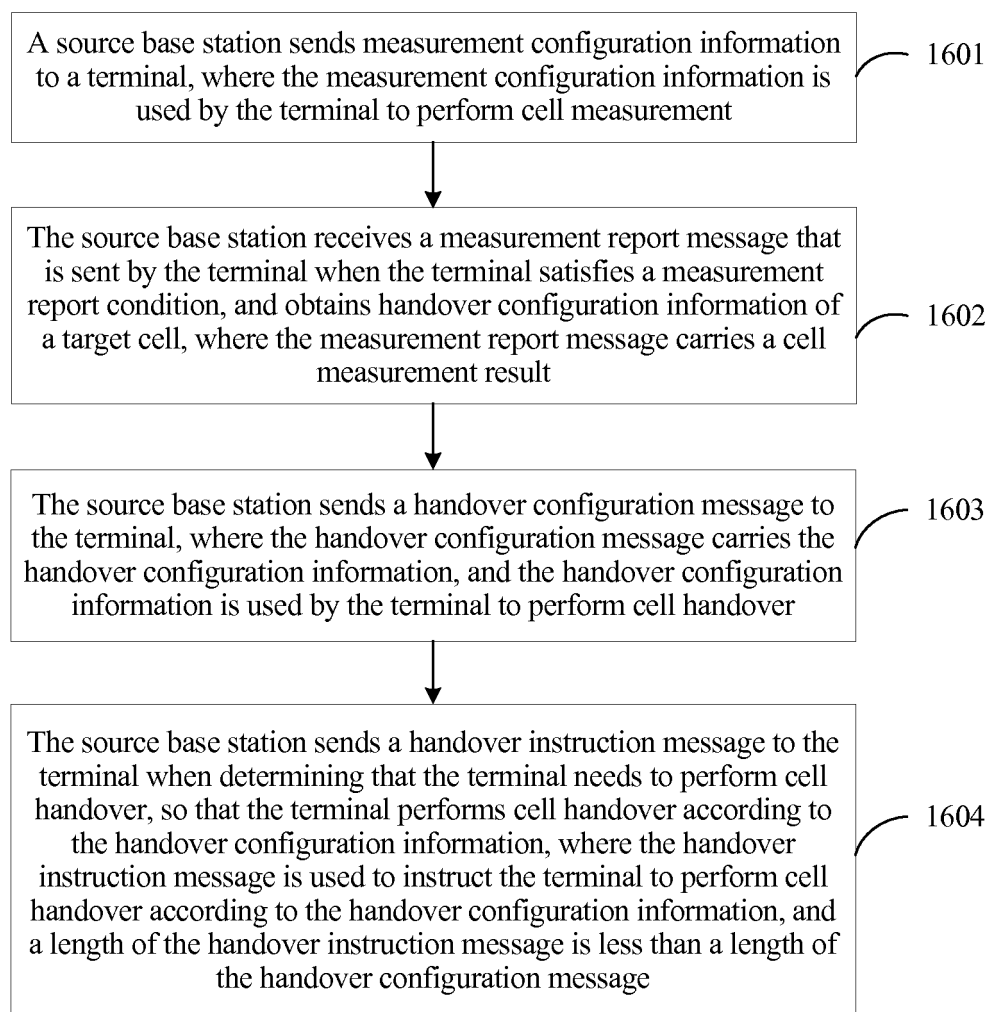 A source base station sends measurement configuration information
to a terminal, where the measurement configuration information is
used by the terminal to perform cell measurement
1601
The source base station receives a measurement report message that
is sent by the terminal when the terminal satisfies a measurement
report condition, and obtains handover configuration information of
a target cell, where the measurement report message carries a cell
measurement result
1602
The source base station sends a handover configuration message to
the terminal, where the handover configuration message carries the
handover configuration information, and the handover configuration
information is used by the terminal to perform cell handover
1603
The source base station sends a handover instruction message to the
terminal when determining that the terminal needs to perform cell
handover, so that the terminal performs cell handover according to
the handover configuration information, where the handover
instruction message is used to instruct the terminal to perform cell
handover according to the handover configuration information, and
a length of the handover instruction message is less than a length of
the handover configuration message
1604